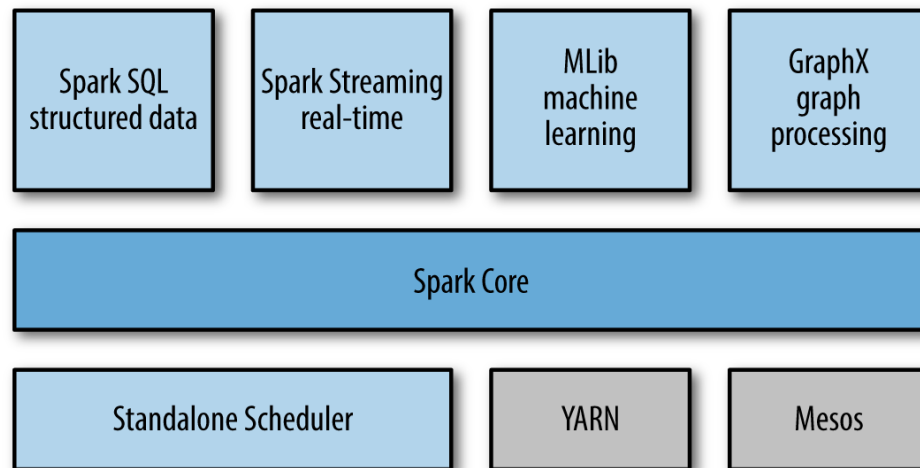 Spark SQL
structured data
Spark Streaming
real-time
MLib
machine
learning
GraphX
graph
processing
Spark Core
Standalone Scheduler
YARN
Mesos